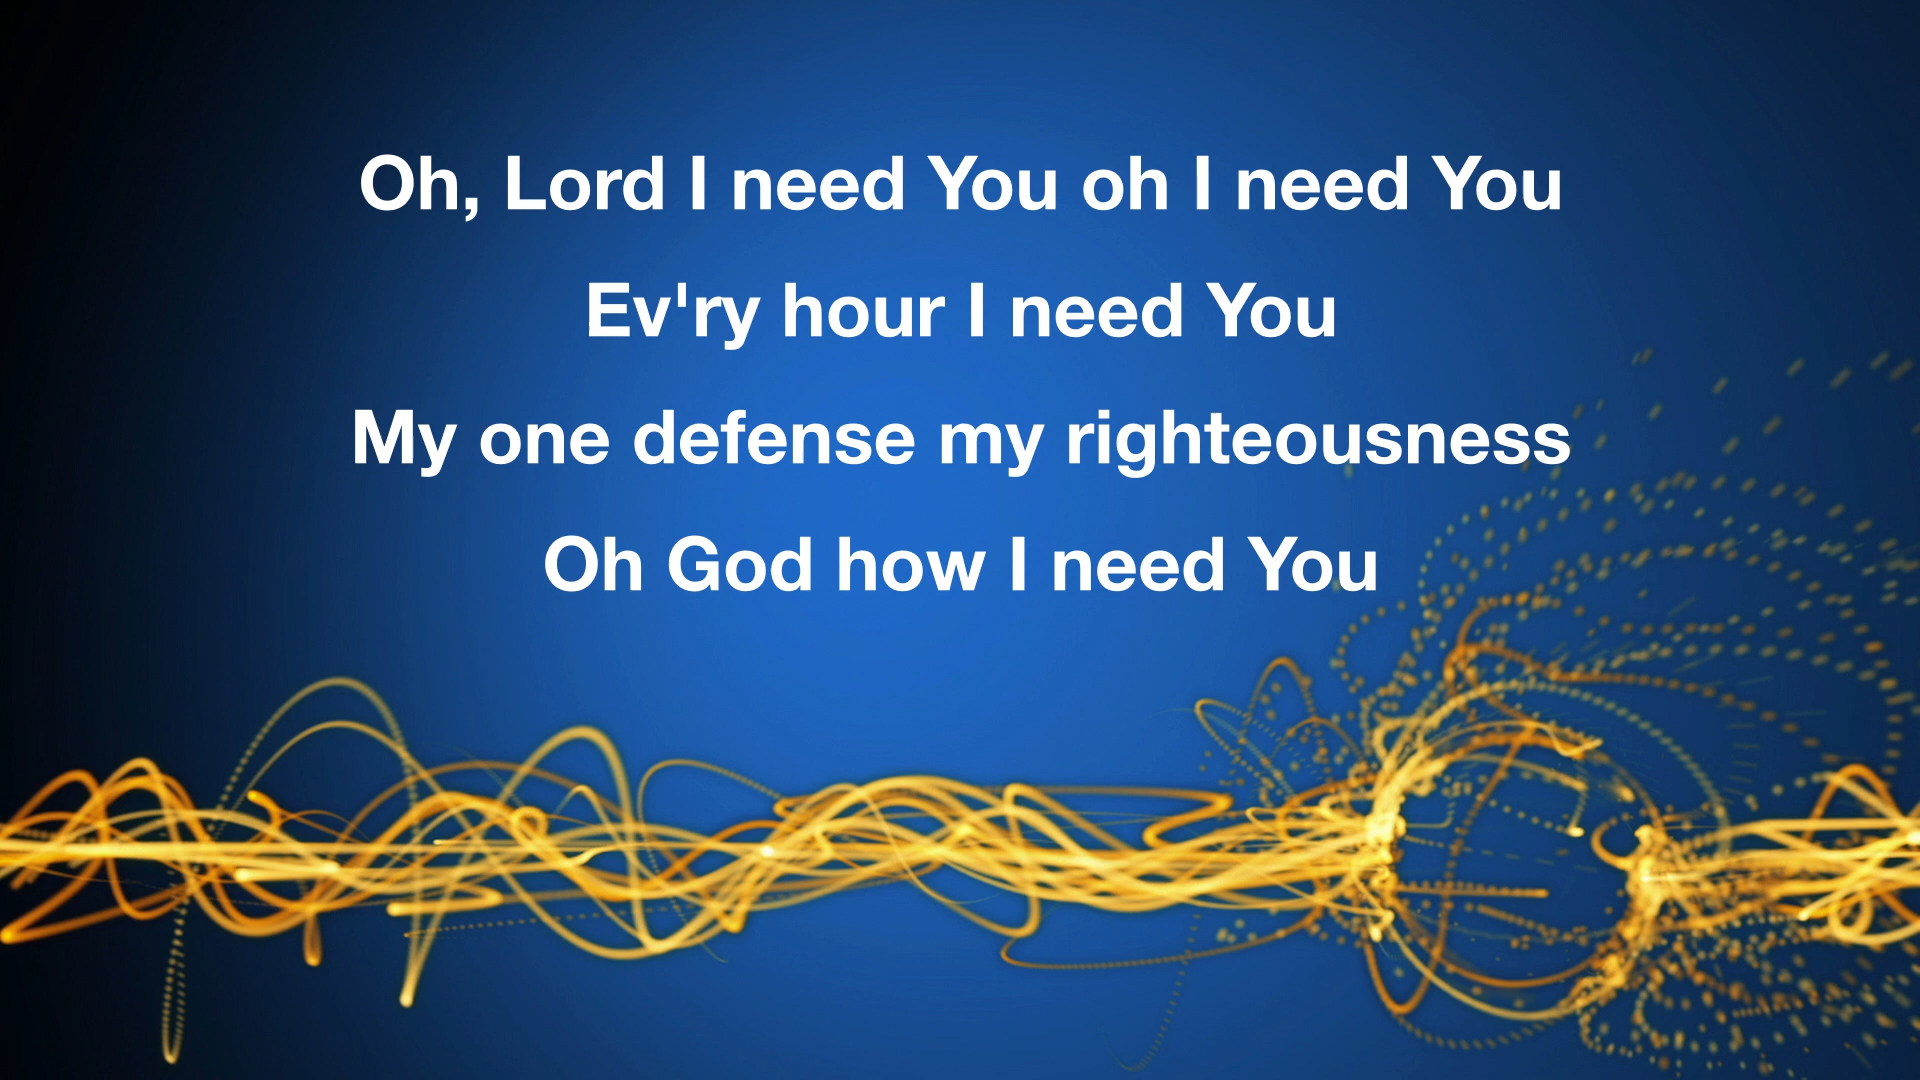 Oh, Lord I need You oh I need You
Ev'ry hour I need You
My one defense my righteousness
Oh God how I need You